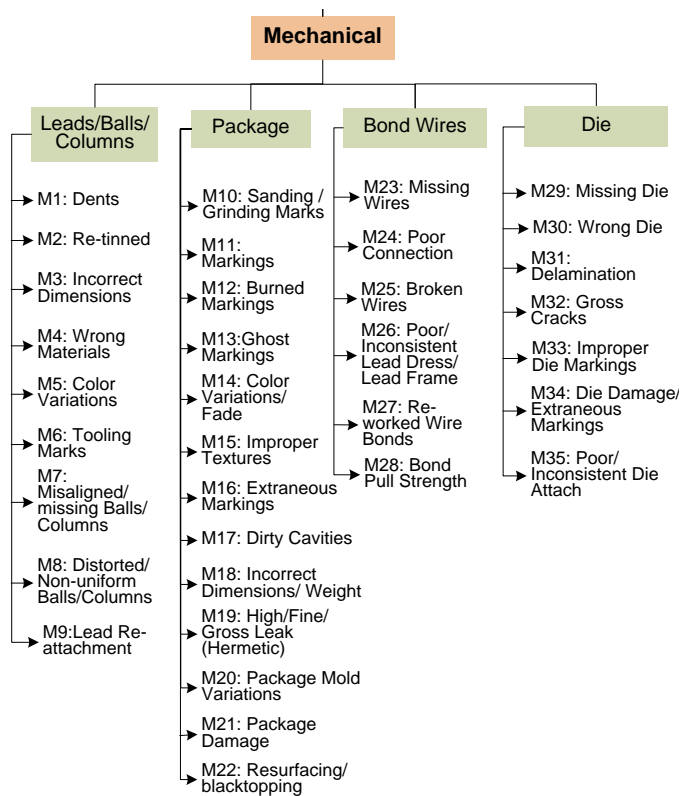 Mechanical
Leads/Balls/
Columns
M1: Dents
M2: Re-tinned
M3: Incorrect
Dimensions
M4: Wrong
Materials
M5: Color
Variations
M6: Tooling
Marks
M7:
Misaligned/
missing Balls/
Columns
M8: Distorted/
Non-uniform
Balls/Columns
M9:Lead Re-
attachment
Package
M10: Sanding /
Grinding Marks
M11:
Markings
M12: Burned
Markings
M13:Ghost
Markings
M14: Color
Variations/
Fade
M15: Improper
Textures
M16: Extraneous
Markings
M17: Dirty Cavities
M18: Incorrect
Dimensions/ Weight
M19: High/Fine/
Gross Leak
(Hermetic)
M20: Package Mold
Variations
M21: Package
Damage
M22: Resurfacing/
blacktopping
Bond Wires
M23: Missing
Wires
M24: Poor
Connection
M25: Broken
Wires
M26: Poor/
Inconsistent
Lead Dress/
Lead Frame
M27: Re-
worked Wire
Bonds
M28: Bond
Pull Strength
Die
M29: Missing Die
M30: Wrong Die
M31:
Delamination
M32: Gross
Cracks
M33: Improper
Die Markings
M34: Die Damage/
Extraneous
Markings
M35: Poor/
Inconsistent Die
Attach